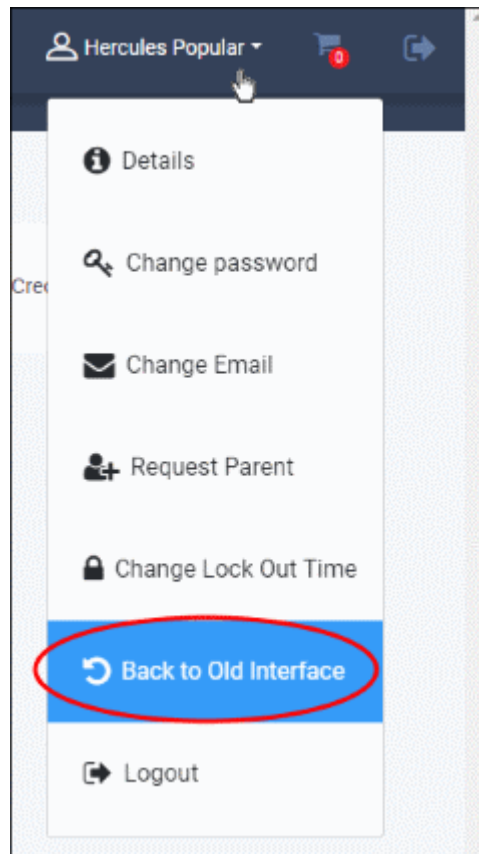 Hercules Popular
0
Details
Change password
Cre
Change Email
Request Parent
Change Lock Out Time
Back to Old Interface
Logout